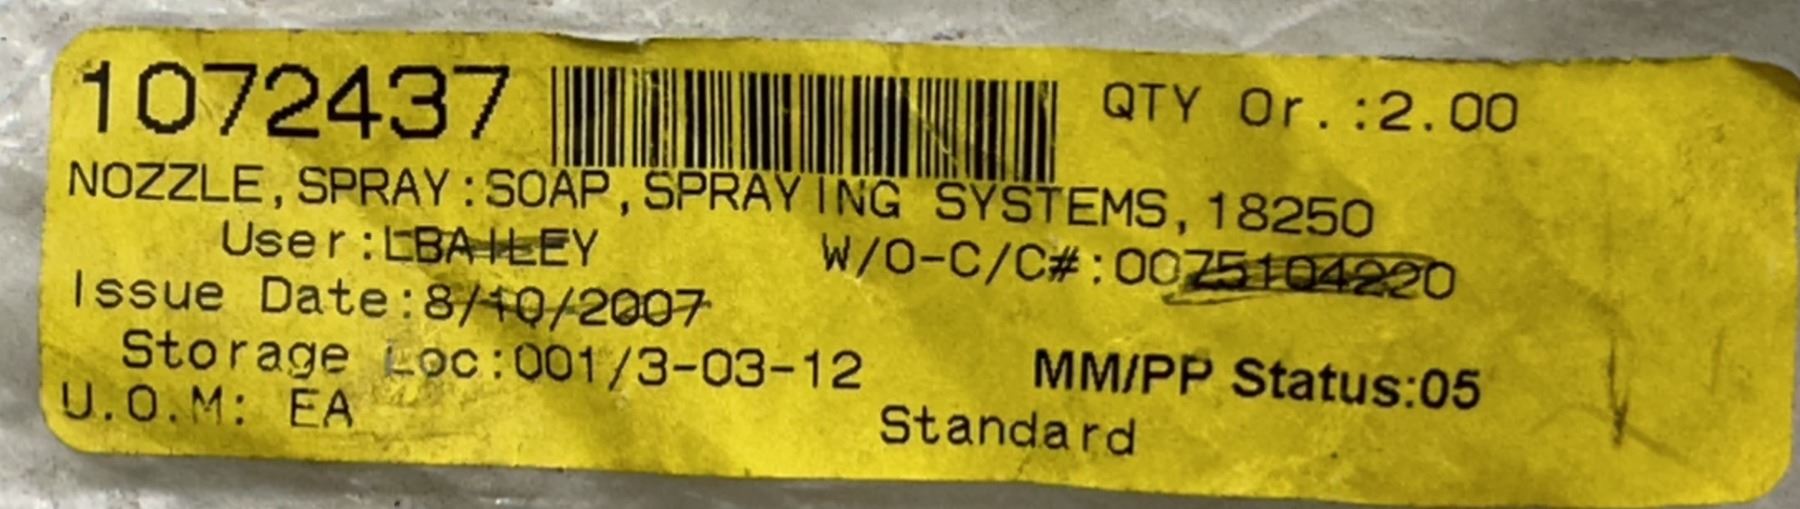 1072437 QTY Or.:2.00
NOZZLE,SPRAY:SOAP,SPRAYING SYSTEMS,18250
User:LBAILEY W/O-C/C#:0075104220
Issue Date:8/10/2007
Storage Loc:001/3-03-12 MM/PP Status:05
U.O.M: EA Standard